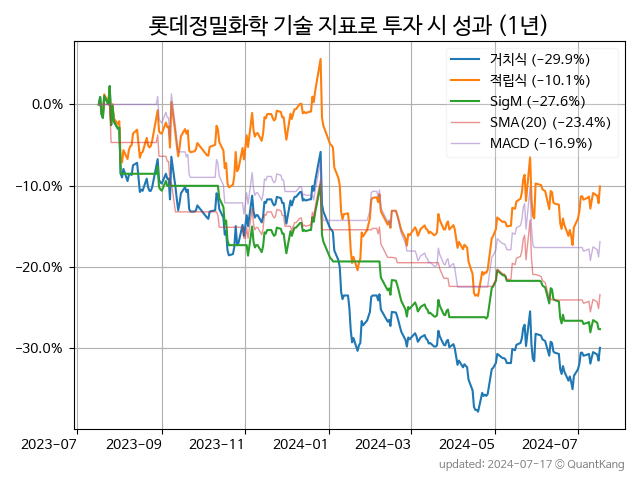 롯데정밀화학 기술 지표로 투자 시 성과 (1년)
거치식 (−29.9%)
적립식 (−10.1%)
SigM (−27.6%)
SMA(20) (−23.4%)
MACD (−16.9%)
0.0%
−10.0%
−20.0%
−30.0%
2023−07 2023−09 2023−11 2024−01 2024−03 2024−05 2024−07
updated: 2024−07−17 © QuantKang